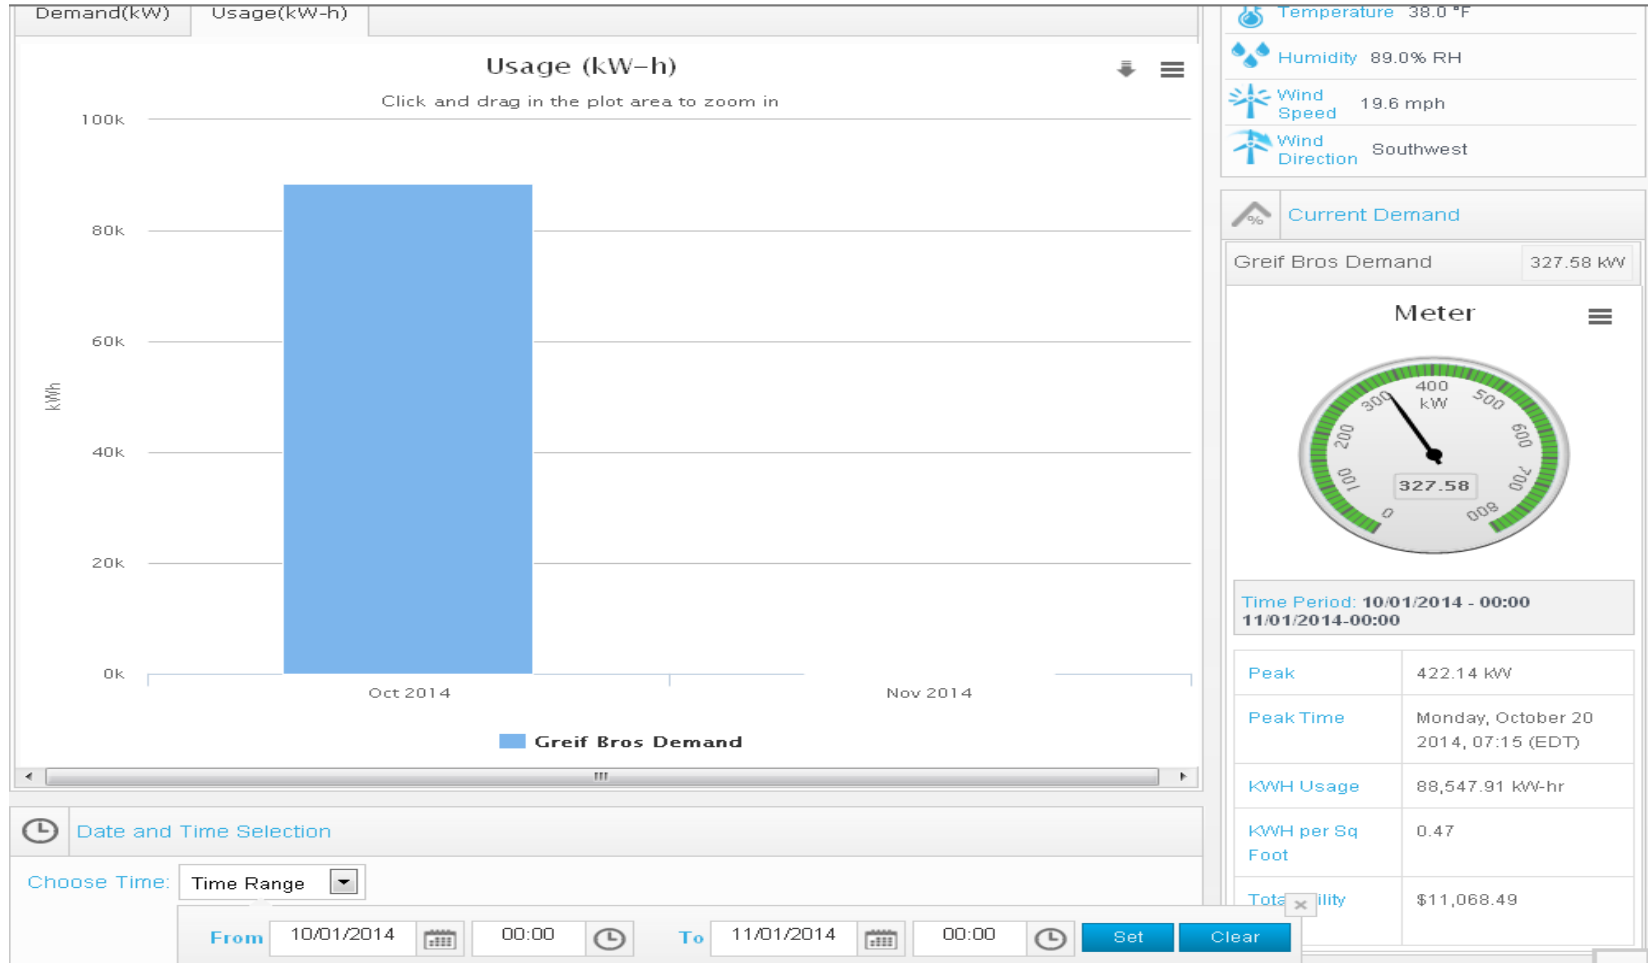 Demand(kW) Usage(kW-h)
Usage (kW-h)
Click and drag in the plot area to zoom in
100k
80k
60k
kWh
40k
20k
0k
Oct 2014 Nov 2014
Greif Bros Demand
Date and Time Selection
Choose Time: Time Range
From 10/01/2014 00:00 To 11/01/2014 00:00 Set Clear
Temperature 38.0 °F
Humidity 89.0% RH
Wind
Speed 19.6 mph
Wind
Direction Southwest
% Current Demand
Greif Bros Demand 327.58 kW
Meter
0 100 200 300 400 500 600 700 800
kW
327.58
Time Period: 10/01/2014 - 00:00
11/01/2014-00:00
Peak 422.14 kW
Peak Time Monday, October 20
2014, 07:15 (EDT)
KWH Usage 88,547.91 kW-hr
KWH per Sq 0.47
Foot
$11,068.49